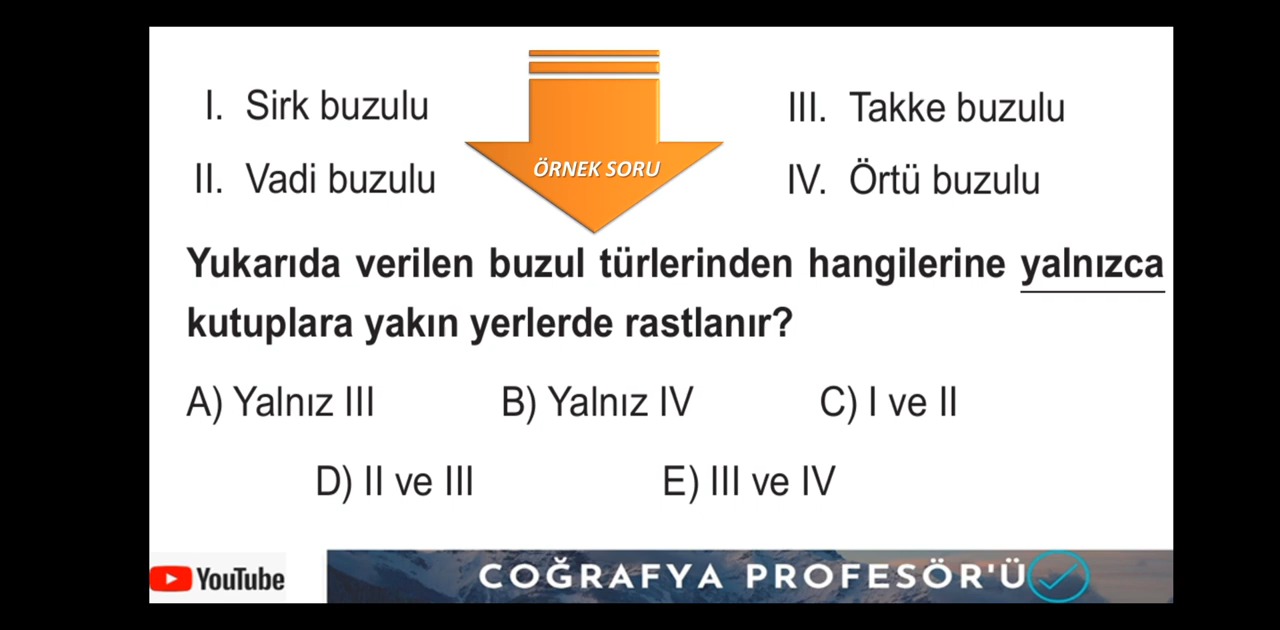 I. Sirk buzulu
II. Vadi buzulu
III. Takke buzulu
IV. Örtü buzulu
ÖRNEK SORU
Yukarıda verilen buzul türlerinden hangilerine yalnızca
kutuplara yakın yerlerde rastlanır?
A) Yalnız III B) Yalnız IV C) I ve II
D) II ve III E) III ve IV
YouTube COĞRAFYA PROFESÖR'Ü